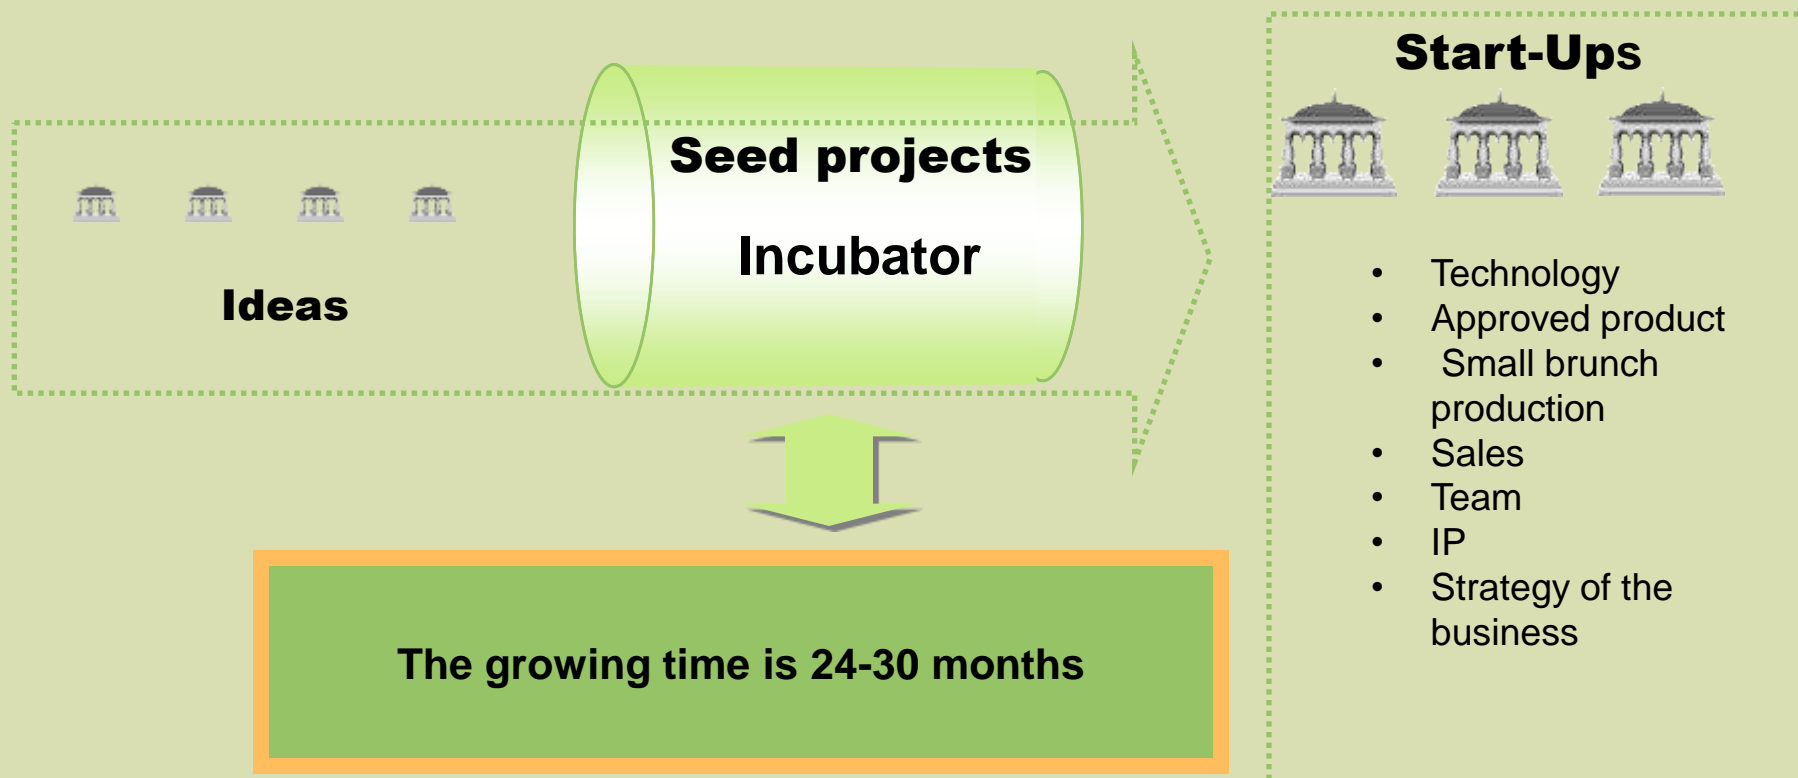 Ideas
Seed projects
Incubator
The growing time is 24-30 months
Start-Ups
• Technology
• Approved product
• Small brunch
production
• Sales
• Team
• IP
• Strategy of the
business